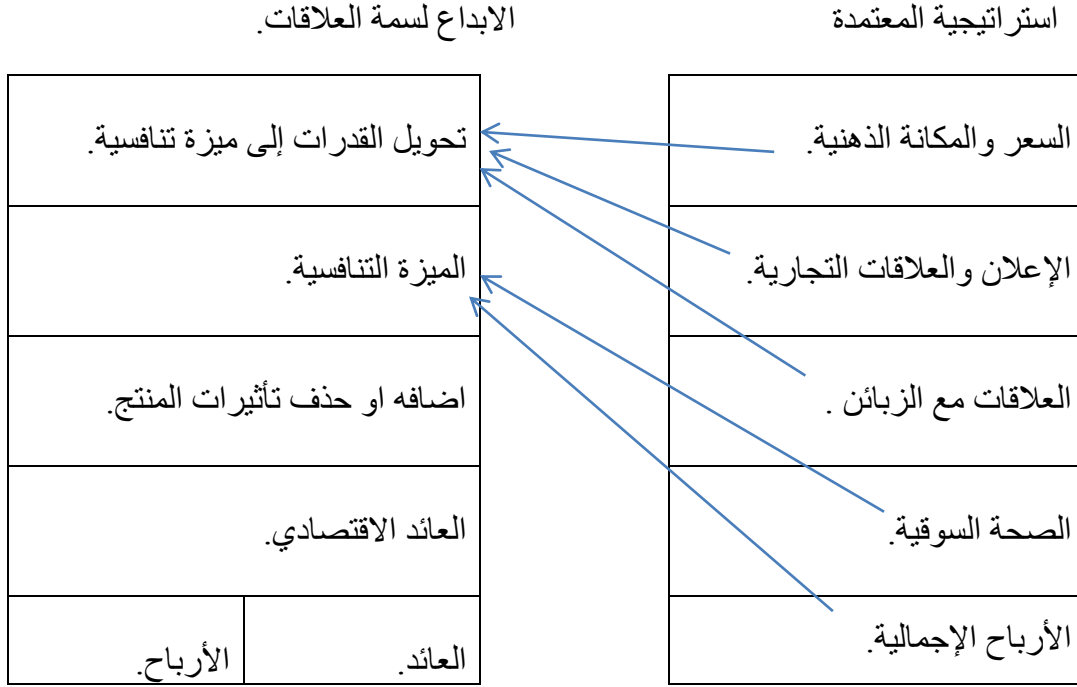 استراتيجية المعتمدة
الابداع لسمة العلاقات.
السعر والمكانة الذهنية.
تحويل القدرات إلى ميزة تنافسية.
الإعلان والعلاقات التجارية.
الميزة التنافسية.
العلاقات مع الزبائن .
اضافه او حذف تأثيرات المنتج.
الصحة السوقية.
العائد الاقتصادي.
الأرباح الإجمالية.
العائد.
الأرباح.